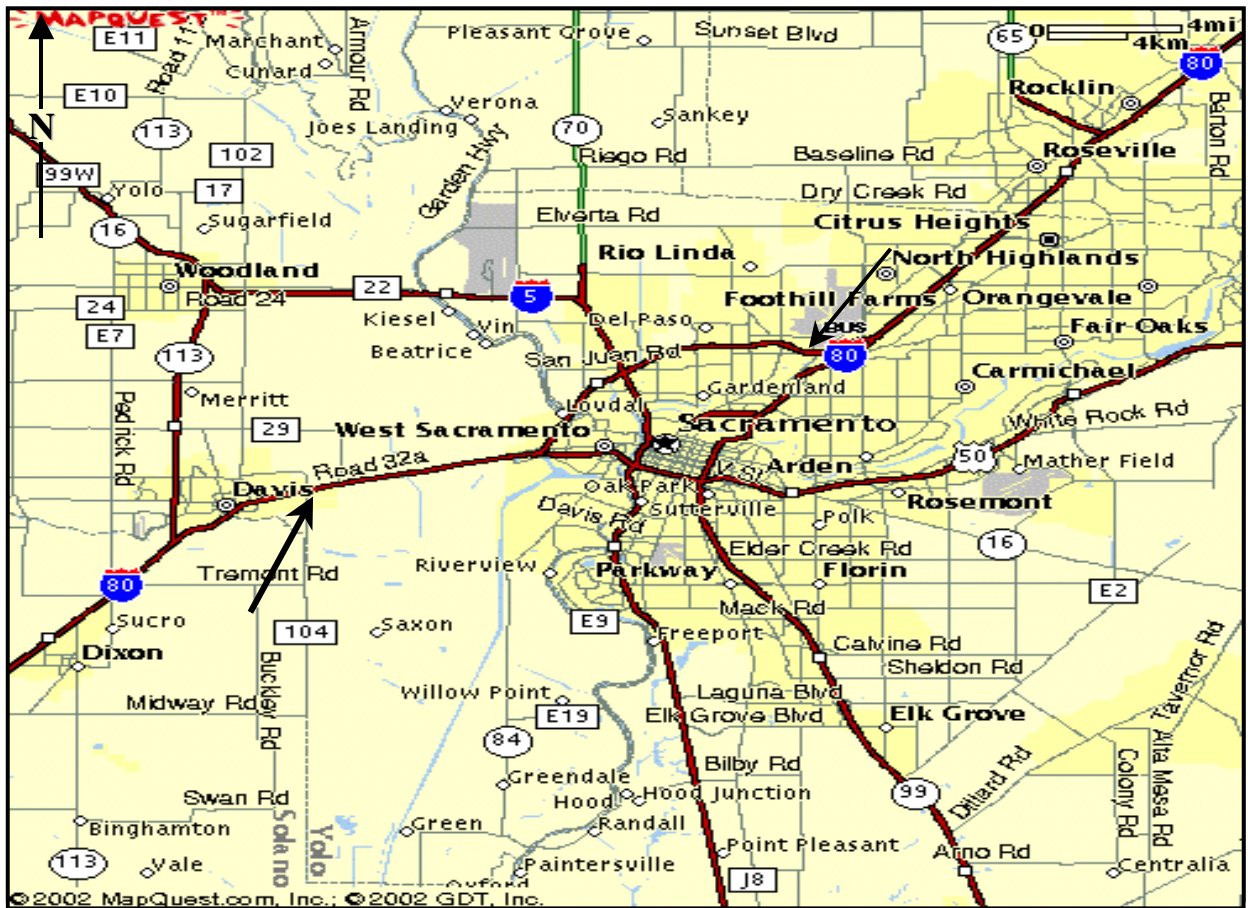 MAPQUEST
E11
Road 11
Marchant
Cunard
Armour Rd
Pleasant Grove
Sunset Blvd
65
0
4mi
4km
80
E10
N
113
102
Verona
Joes Landing
Garden Hwy
70
Sankey
Rocklin
Barton Rd
Riego Rd
Baseline Rd
Roseville
99W
Yolo
17
Dry Creek Rd
16
Sugarfield
Elverta Rd
Citrus Heights
Rio Linda
North Highlands
Woodland
Road 24
22
5
Foothill Farms
Orangevale
24
E7
Kiesel
Vin
Del Paso
BUS
80
Fair Oaks
113
Beatrice
San Juan Rd
Merritt
Gardenland
Carmichael
Pedrick Rd
29
Lovdal
West Sacramento
Sacramento
White Rock Rd
Road 32a
K St
Arden
50
Mather Field
Davis
Oak Park
Davis Rd
Sutterville
Rosemont
Polk
16
80
Tremont Rd
Riverview
Elder Creek Rd
Parkway
Florin
E2
Sucro
104
Saxon
E9
Mack Rd
Freeport
Calvine Rd
Dixon
Buckley Rd
Sheldon Rd
Tavernor Rd
Midway Rd
Willow Point
E19
Laguna Blvd
Elk Grove Blvd
Elk Grove
84
Bilby Rd
Alta Mesa Rd
Colony Rd
Dillard Rd
Greendale
Hood
Hood Junction
99
Swan Rd
Solano
Yolo
Binghamton
Green
Randall
Point Pleasant
Arno Rd
113
Vale
Paintersville
J8
Centralia
Oxford
©2002 MapQuest.com, Inc.; ©2002 GDT, Inc.